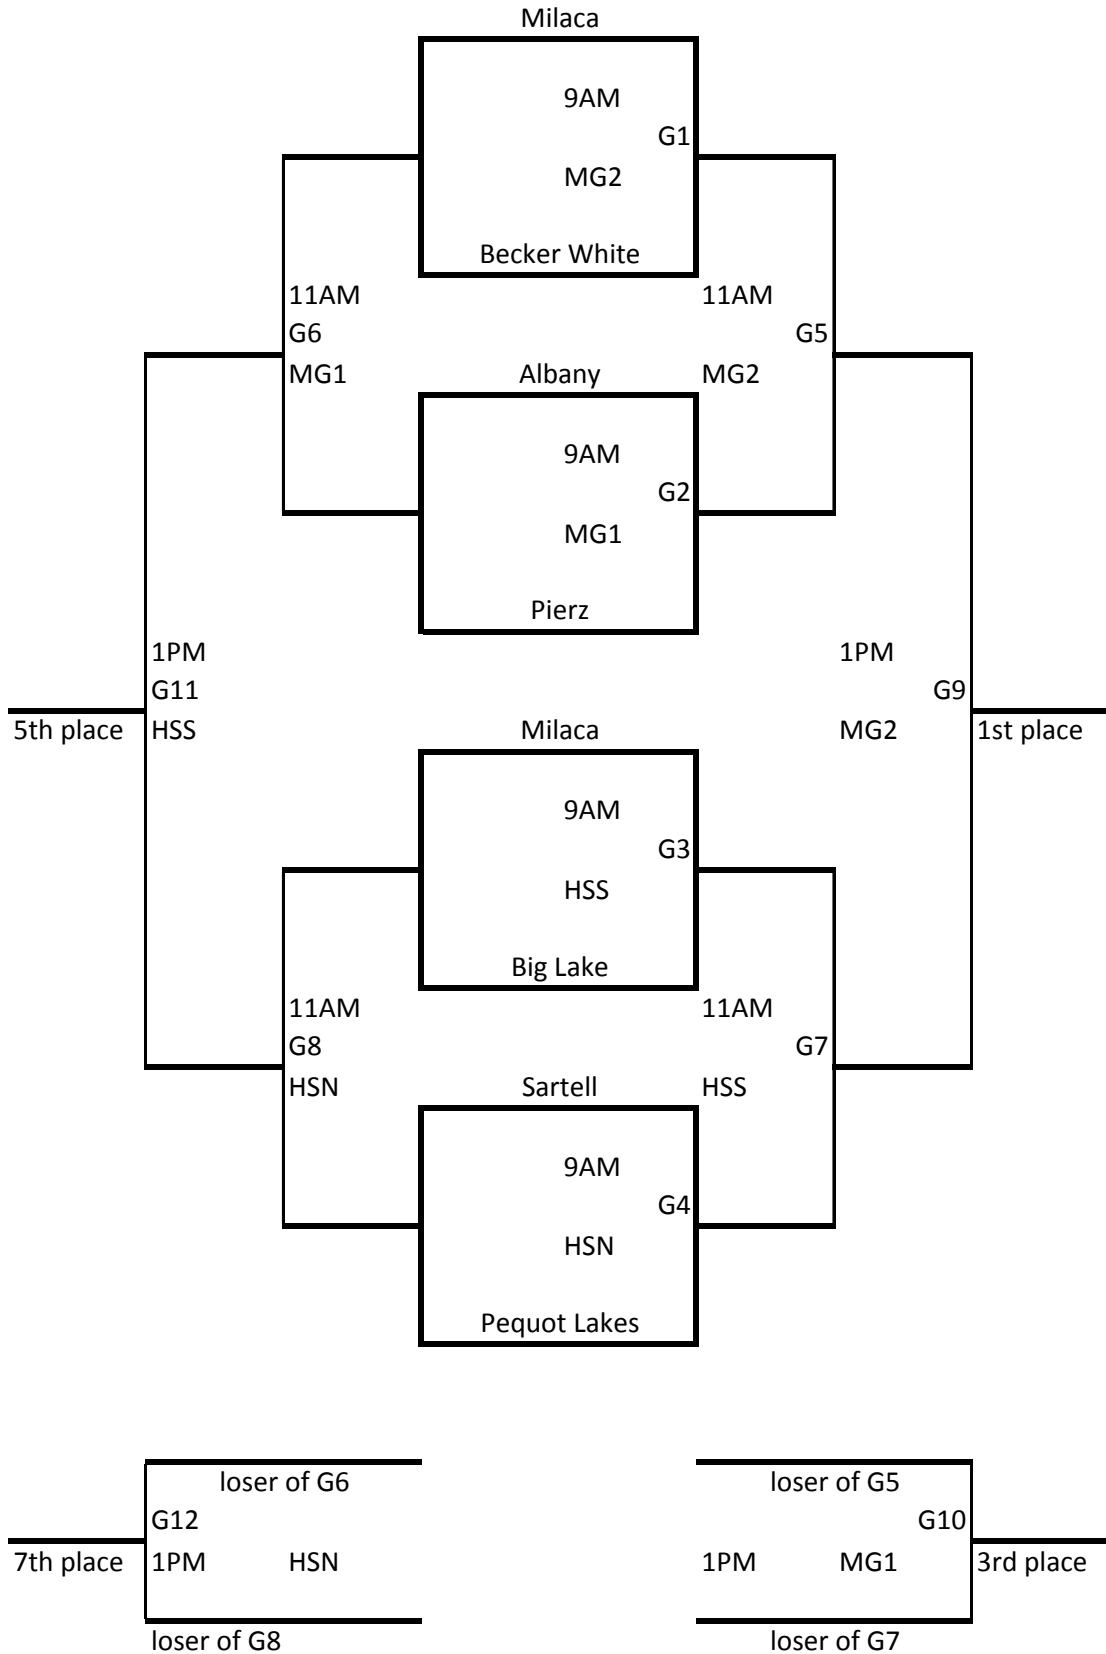 Milaca
9AM
G1
MG2
Becker White
11AM
11AM
G6
G5
MG1
Albany
MG2
9AM
G2
MG1
Pierz
1PM
1PM
G11
G9
5th place
HSS
Milaca
MG2
1st place
9AM
G3
HSS
Big Lake
11AM
11AM
G8
G7
HSN
Sartell
HSS
9AM
G4
HSN
Pequot Lakes
loser of G6
loser of G5
G12
G10
7th place
1PM
HSN
1PM
MG1
3rd place
loser of G8
loser of G7